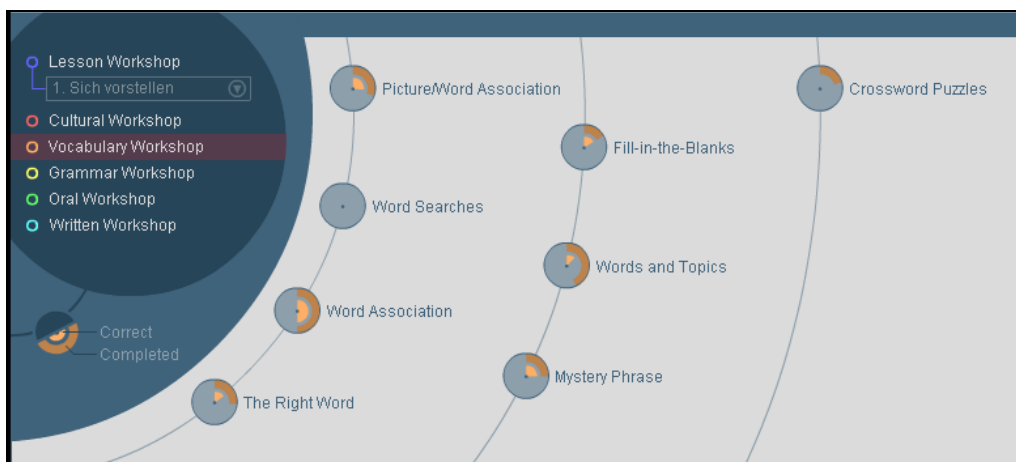 Lesson Workshop
1. Sich vorstellen
Cultural Workshop
Vocabulary Workshop
Grammar Workshop
Oral Workshop
Written Workshop
Correct
Completed
Picture/Word Association
Word Searches
Word Association
The Right Word
Fill-in-the-Blanks
Words and Topics
Mystery Phrase
Crossword Puzzles